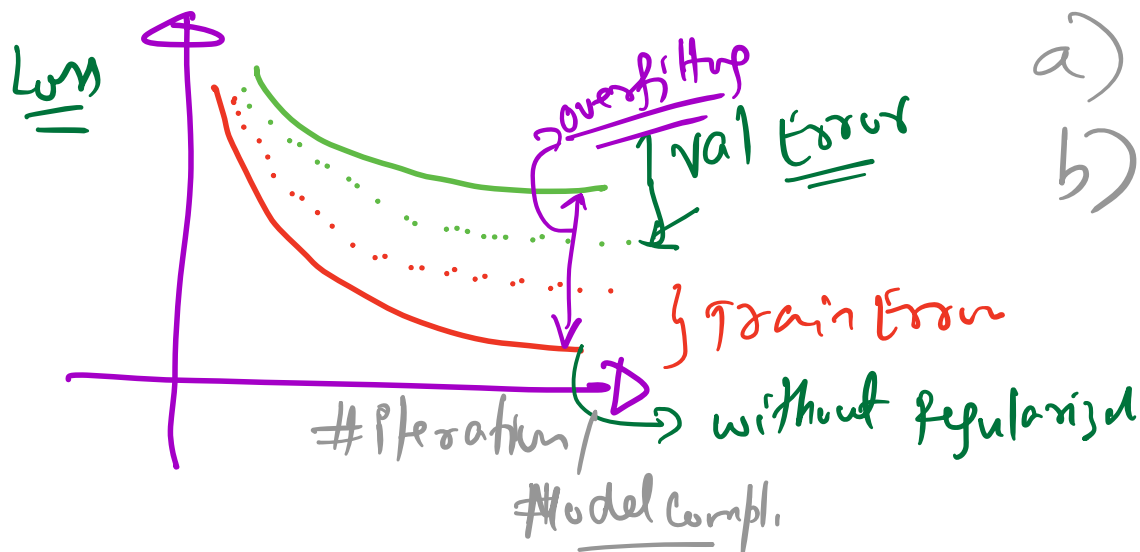 Loss
overfitting
val Error
a)
b)
} Train Error
without Regularized
#iteration /
#Model Compl.